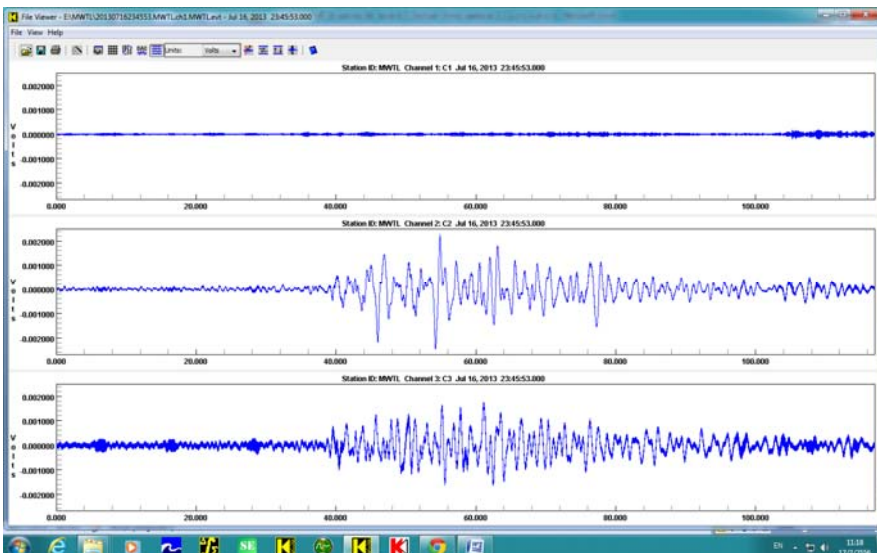 File Viewer - E:\MWTL\20130716234553.MWTL.ch1.MWTL.evt - Jul 16, 2013 23:45:53.000
File View Help
Units: Volts
Station ID: MWTL Channel 1: C1 Jul 16, 2013 23:45:53.000
0.002000
0.001000
0.000000
-0.001000
-0.002000
Volts
0.000 20.000 40.000 60.000 80.000 100.000
Station ID: MWTL Channel 2: C2 Jul 16, 2013 23:45:53.000
0.002000
0.001000
0.000000
-0.001000
-0.002000
Volts
0.000 20.000 40.000 60.000 80.000 100.000
Station ID: MWTL Channel 3: C3 Jul 16, 2013 23:45:53.000
0.002000
0.001000
0.000000
-0.001000
-0.002000
Volts
0.000 20.000 40.000 60.000 80.000 100.000
SE
EN
11:18